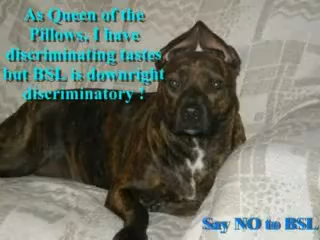 As Queen of the
Pillows, I have
discriminating tastes
but BSL is downright
discriminatory !
Say NO to BSL